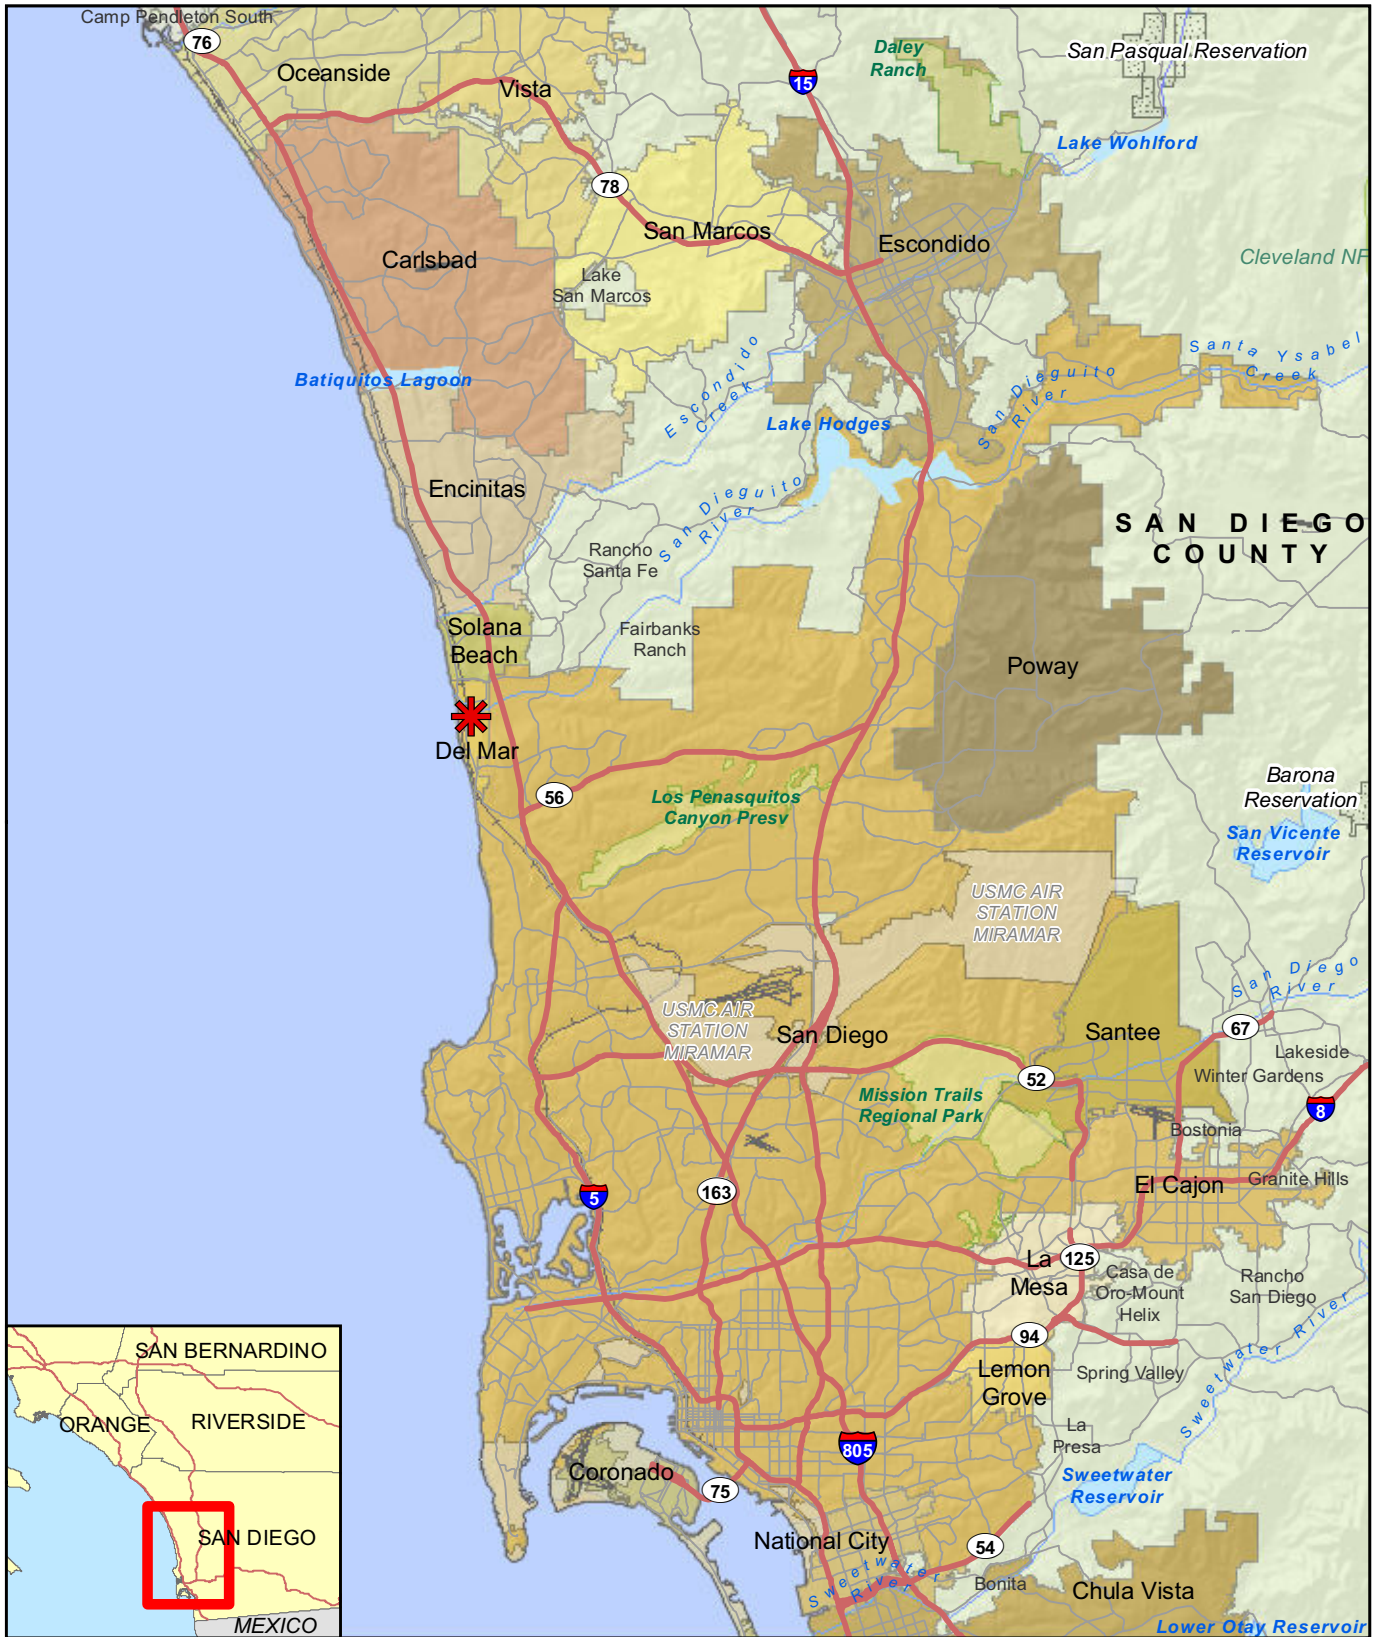 Camp Pendleton South
76
Oceanside
Vista
15
Daley
Ranch
San Pasqual Reservation
Lake Wohlford
78
San Marcos
Escondido
Carlsbad
Lake
San Marcos
Cleveland NF
Batiquitos Lagoon
Escondido
Creek
Lake Hodges
San Dieguito
River
Santa Ysabel
Creek
Encinitas
San Dieguito
River
SAN DIEGO
COUNTY
Rancho
Santa Fe
Solana
Beach
Fairbanks
Ranch
Poway
Del Mar
56
Los Penasquitos
Canyon Presv
Barona
Reservation
San Vicente
Reservoir
USMC AIR
STATION
MIRAMAR
San Diego
River
USMC AIR
STATION
MIRAMAR
San Diego
Santee
67
Lakeside
Winter Gardens
52
Mission Trails
Regional Park
8
Bostonia
5
163
El Cajon
Granite Hills
La
Mesa
125
Casa de
Oro-Mount
Helix
Rancho
San Diego
94
Lemon
Grove
Spring Valley
Sweetwater River
La
Presa
805
Coronado
75
Sweetwater
Reservoir
National City
54
Sweetwater
River
Bonita
Chula Vista
Lower Otay Reservoir
SAN BERNARDINO
ORANGE
RIVERSIDE
SAN DIEGO
MEXICO